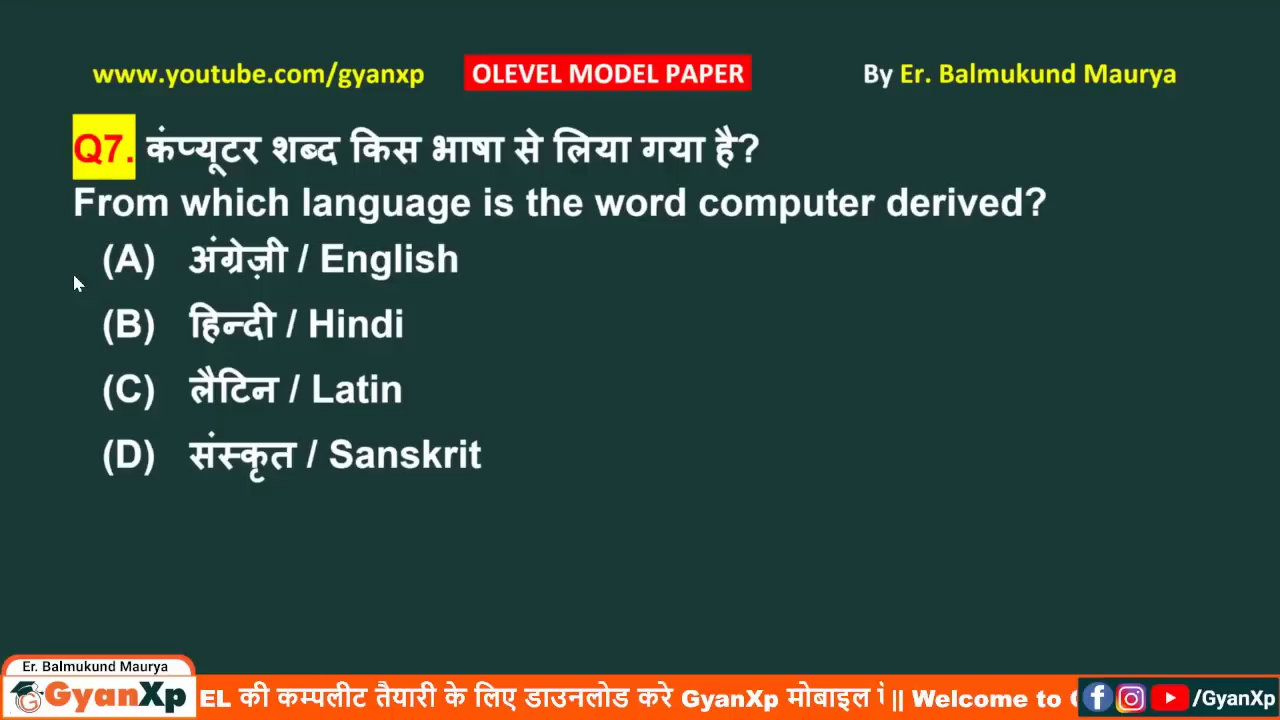 www.youtube.com/gyanxp OLEVEL MODEL PAPER By Er. Balmukund Maurya
Q7. कंप्यूटर शब्द किस भाषा से लिया गया है?
From which language is the word computer derived?
(A) अंग्रेज़ी / English
(B) हिन्दी / Hindi
(C) लैटिन / Latin
(D) संस्कृत / Sanskrit
Er. Balmukund Maurya
GyanXp EL की कम्पलीट तैयारी के लिए डाउनलोड करे GyanXp मोबाइल || Welcome to /GyanXp